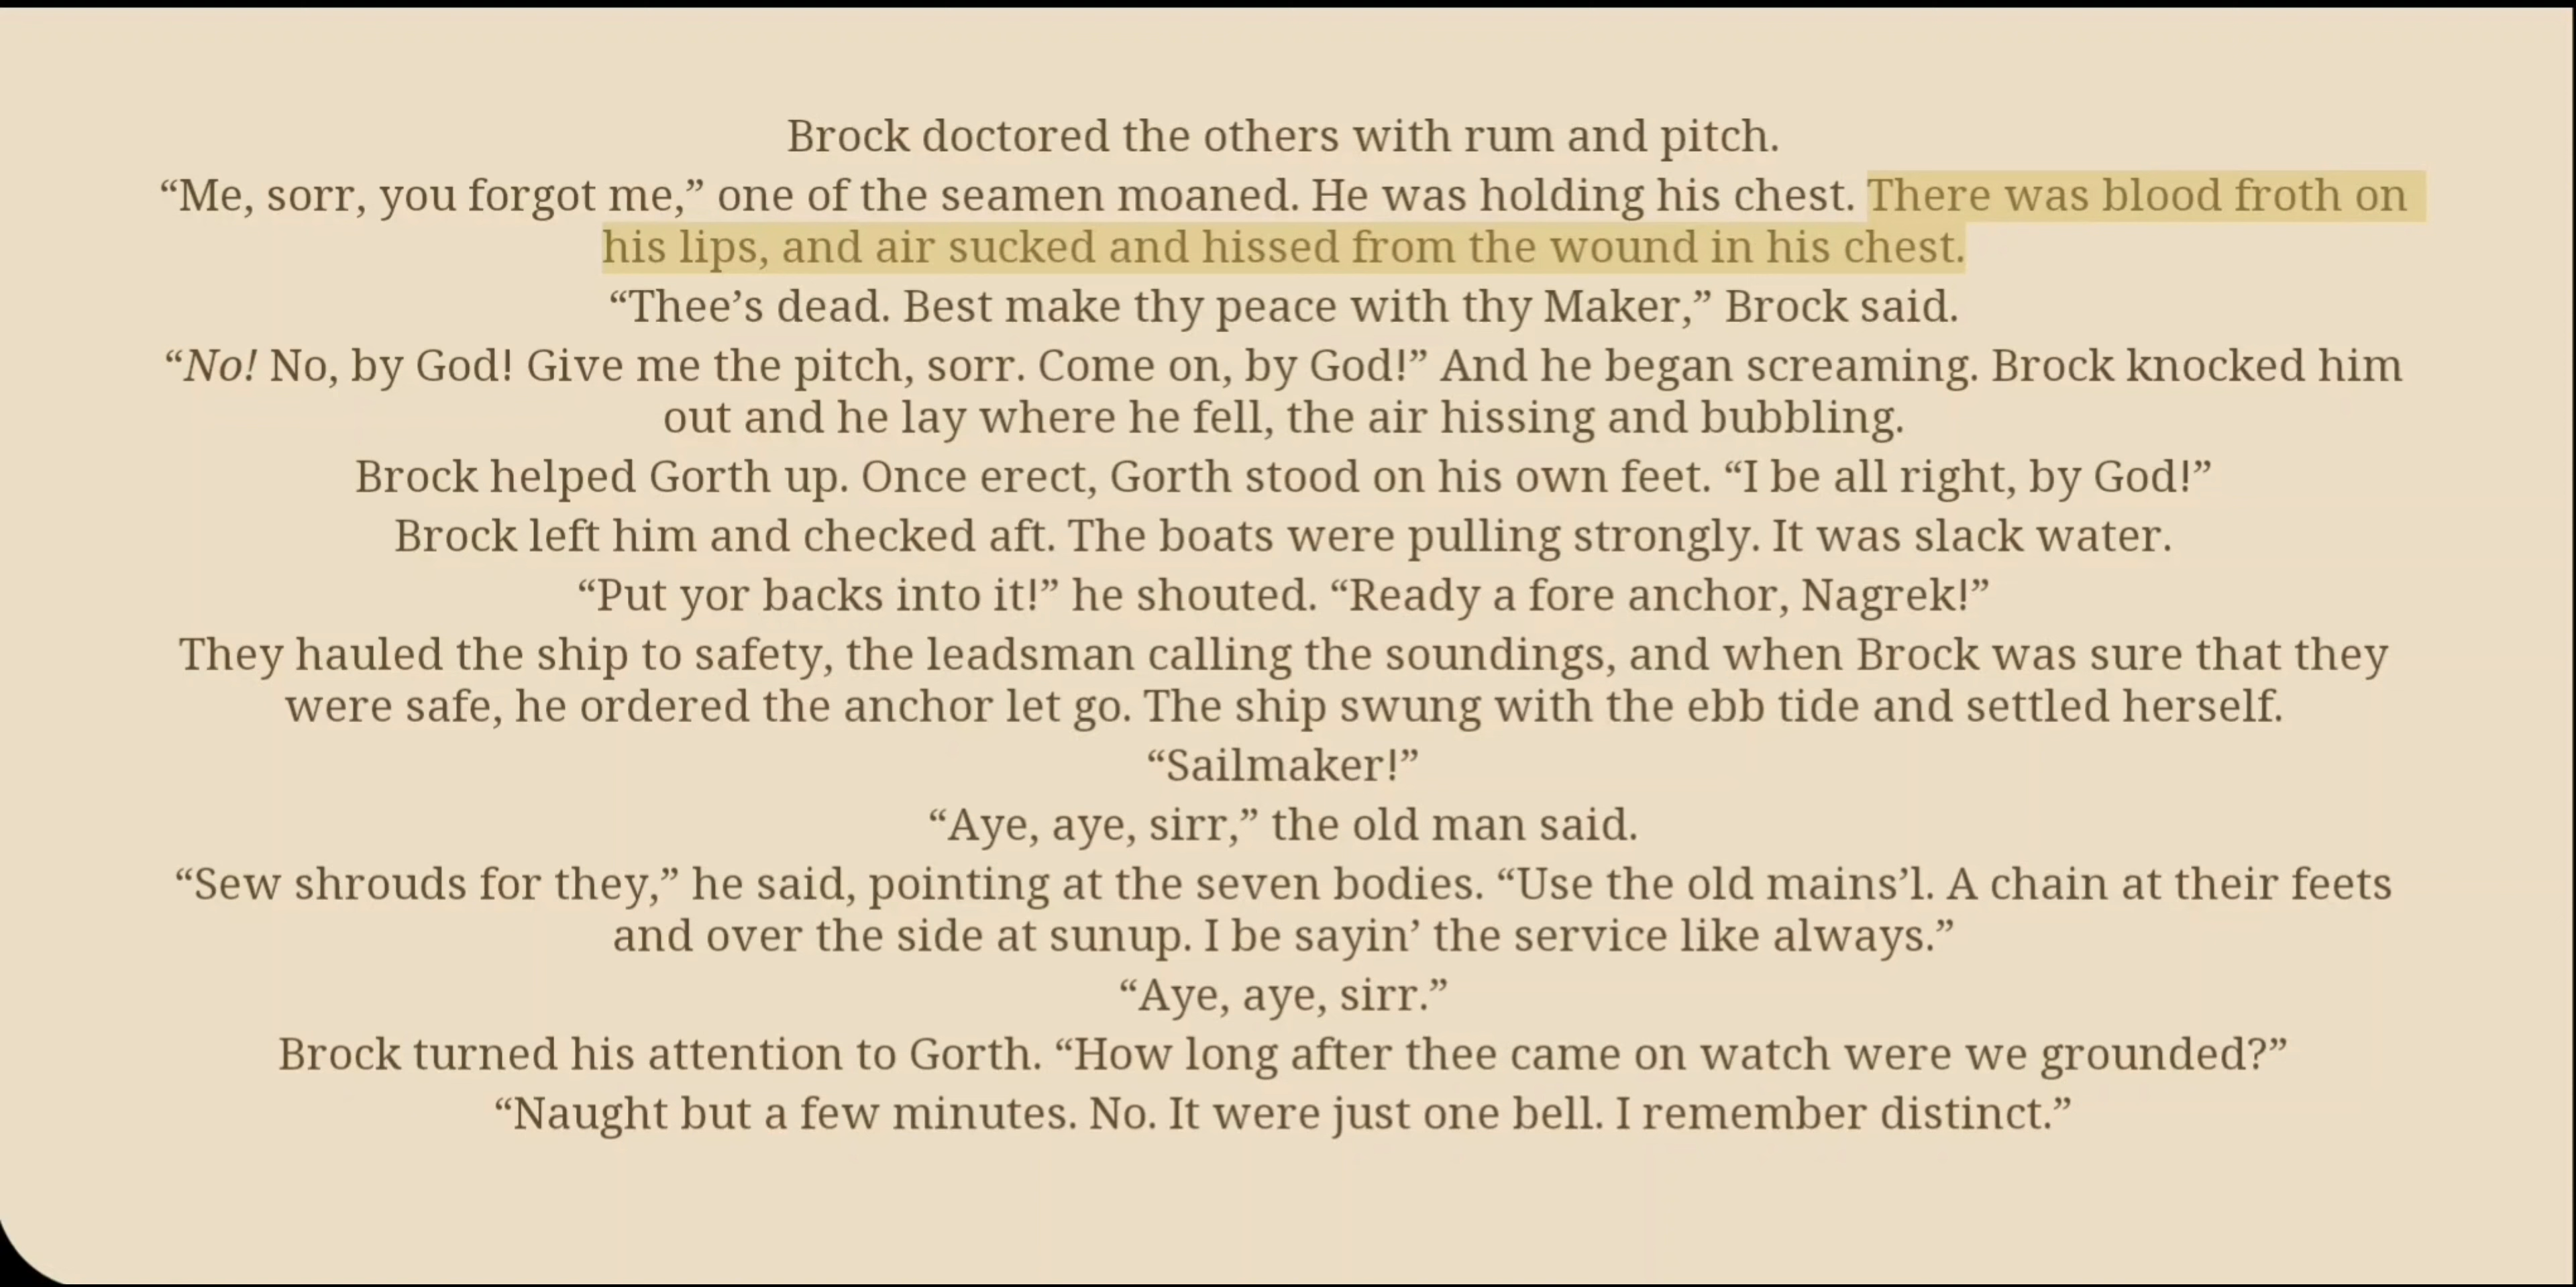 Brock doctored the others with rum and pitch.
“Me, sorr, you forgot me,” one of the seamen moaned. He was holding his chest. There was blood froth on
his lips, and air sucked and hissed from the wound in his chest.
“Thee’s dead. Best make thy peace with thy Maker,” Brock said.
“No! No, by God! Give me the pitch, sorr. Come on, by God!” And he began screaming. Brock knocked him
out and he lay where he fell, the air hissing and bubbling.
Brock helped Gorth up. Once erect, Gorth stood on his own feet. “I be all right, by God!”
Brock left him and checked aft. The boats were pulling strongly. It was slack water.
“Put yor backs into it!” he shouted. “Ready a fore anchor, Nagrek!”
They hauled the ship to safety, the leadsman calling the soundings, and when Brock was sure that they
were safe, he ordered the anchor let go. The ship swung with the ebb tide and settled herself.
“Sailmaker!”
“Aye, aye, sirr,” the old man said.
“Sew shrouds for they,” he said, pointing at the seven bodies. “Use the old mains’l. A chain at their feets
and over the side at sunup. I be sayin’ the service like always.”
“Aye, aye, sirr.”
Brock turned his attention to Gorth. “How long after thee came on watch were we grounded?”
“Naught but a few minutes. No. It were just one bell. I remember distinct.”